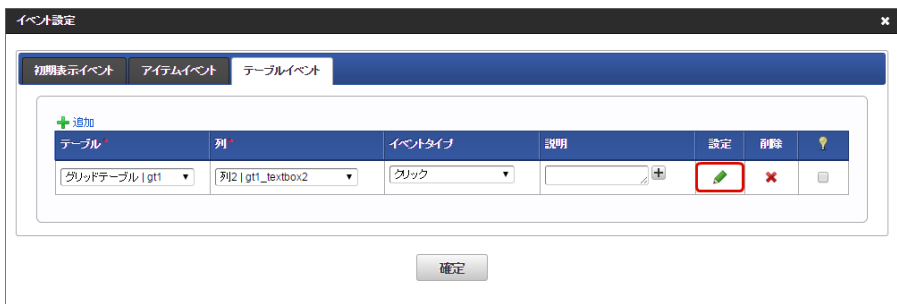 イベント設定
初期表示イベント アイテムイベント テーブルイベント
追加
テーブル* 列* イベントタイプ 説明 設定 削除
グリッドテーブル | gt1 列2 | gt1_textbox2 クリック
確定